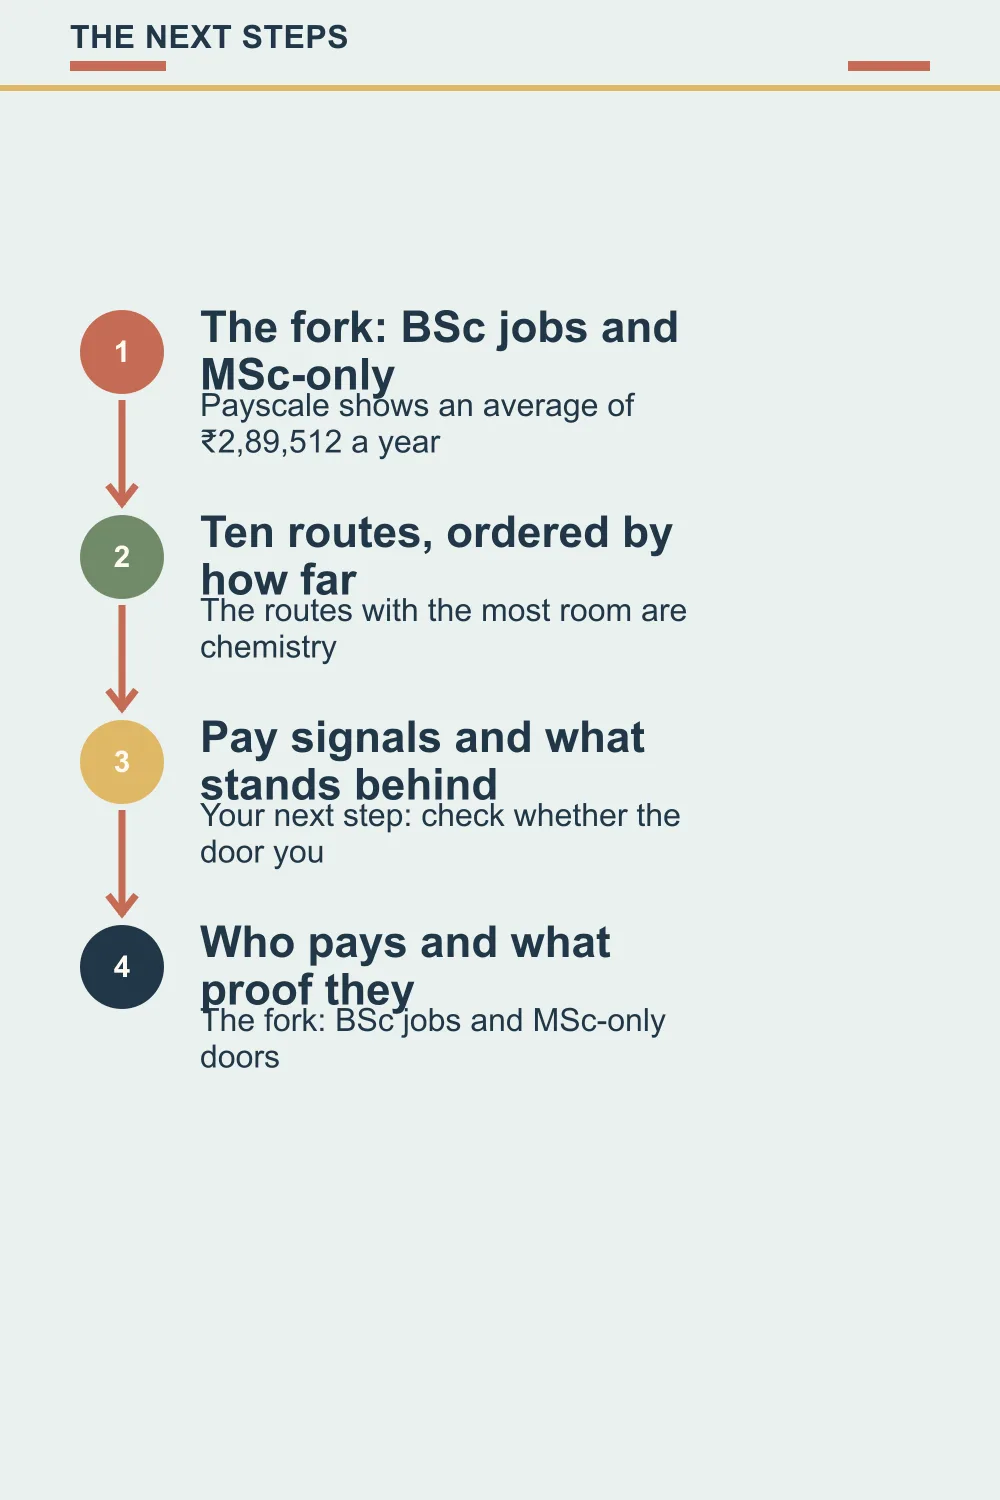 THE NEXT STEPS
1
The fork: BSc jobs and
MSc-only
Payscale shows an average of
₹2,89,512 a year
2
Ten routes, ordered by
how far
The routes with the most room are
chemistry
3
Pay signals and what
stands behind
Your next step: check whether the
door you
4
Who pays and what
proof they
The fork: BSc jobs and MSc-only
doors